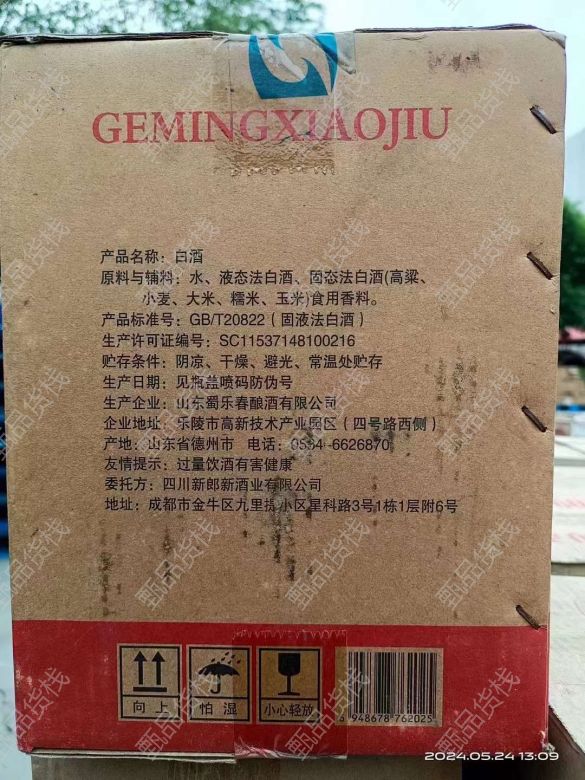 GEMINGXIAOJIU
产品名称：白酒
原料与辅料：水、液态法白酒、固态法白酒(高粱、
小麦、大米、糯米、玉米)食用香料。
产品标准号：GB/T20822（固液法白酒）
生产许可证编号：SC11537148100216
贮存条件：阴凉、干燥、避光、常温处贮存
生产日期：见瓶盖喷码防伪号
生产企业：山东蜀乐春酿酒有限公司
企业地址：乐陵市高新技术产业园区（四号路西侧）
产地：山东省德州市 电话：0534-6626870
友情提示：过量饮酒有害健康
委托方：四川新郎新酒业有限公司
地址：成都市金牛区九里堤小区星科路3号1栋1层附6号
向上 怕湿 小心轻放
6 948678 762025
2024.05.24 13:09
甄品货栈